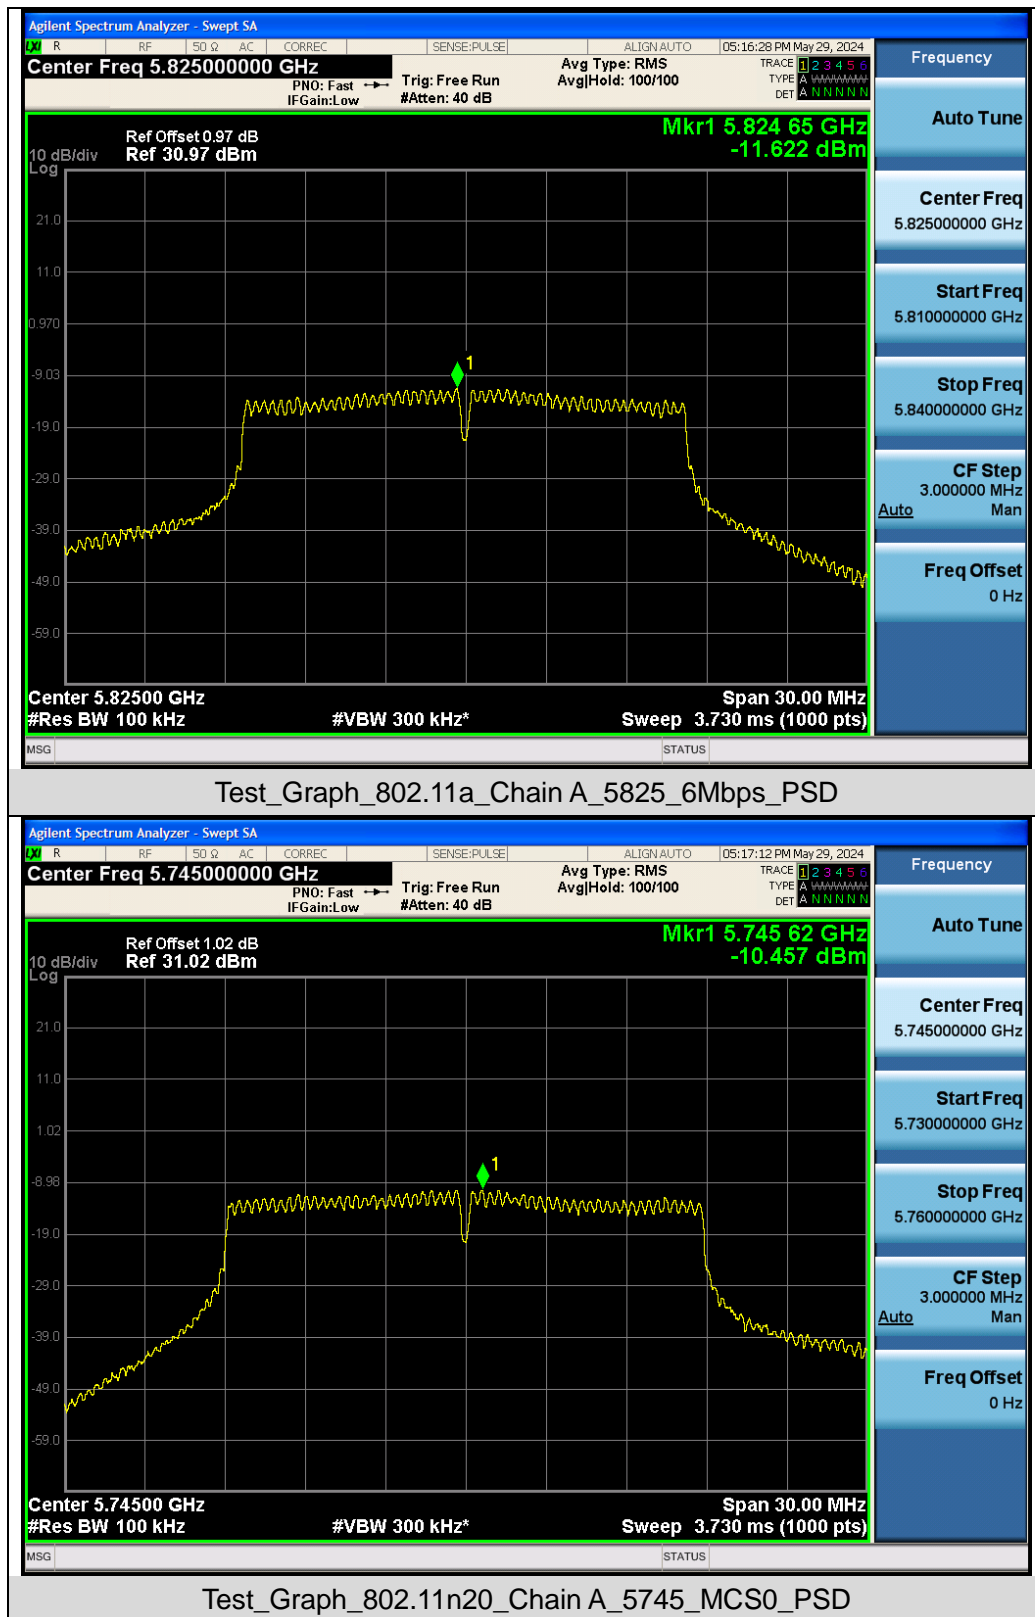 Agilent Spectrum Analyzer - Swept SA
LXI R RF 50 Ω AC CORREC SENSE:PULSE ALIGN AUTO 05:16:28 PM May 29, 2024
Center Freq 5.825000000 GHz
PNO: Fast
IFGain:Low
Trig: Free Run
#Atten: 40 dB
Avg Type: RMS
Avg|Hold: 100/100
TRACE 1 2 3 4 5 6
TYPE A WWWWW
DET A N N N N N
Mkr1 5.824 65 GHz
-11.622 dBm
Ref Offset 0.97 dB
10 dB/div Ref 30.97 dBm
Log
21.0
11.0
0.970
-9.03
-19.0
-29.0
-39.0
-49.0
-59.0
1
Center 5.82500 GHz Span 30.00 MHz
#Res BW 100 kHz #VBW 300 kHz* Sweep 3.730 ms (1000 pts)
MSG STATUS
Frequency
Auto Tune
Center Freq
5.825000000 GHz
Start Freq
5.810000000 GHz
Stop Freq
5.840000000 GHz
CF Step
3.000000 MHz
Auto Man
Freq Offset
0 Hz
Test_Graph_802.11a_Chain A_5825_6Mbps_PSD
Agilent Spectrum Analyzer - Swept SA
LXI R RF 50 Ω AC CORREC SENSE:PULSE ALIGN AUTO 05:17:12 PM May 29, 2024
Center Freq 5.745000000 GHz
PNO: Fast
IFGain:Low
Trig: Free Run
#Atten: 40 dB
Avg Type: RMS
Avg|Hold: 100/100
TRACE 1 2 3 4 5 6
TYPE A WWWWW
DET A N N N N N
Mkr1 5.745 62 GHz
-10.457 dBm
Ref Offset 1.02 dB
10 dB/div Ref 31.02 dBm
Log
21.0
11.0
1.02
-8.98
-19.0
-29.0
-39.0
-49.0
-59.0
1
Center 5.74500 GHz Span 30.00 MHz
#Res BW 100 kHz #VBW 300 kHz* Sweep 3.730 ms (1000 pts)
MSG STATUS
Frequency
Auto Tune
Center Freq
5.745000000 GHz
Start Freq
5.730000000 GHz
Stop Freq
5.760000000 GHz
CF Step
3.000000 MHz
Auto Man
Freq Offset
0 Hz
Test_Graph_802.11n20_Chain A_5745_MCS0_PSD